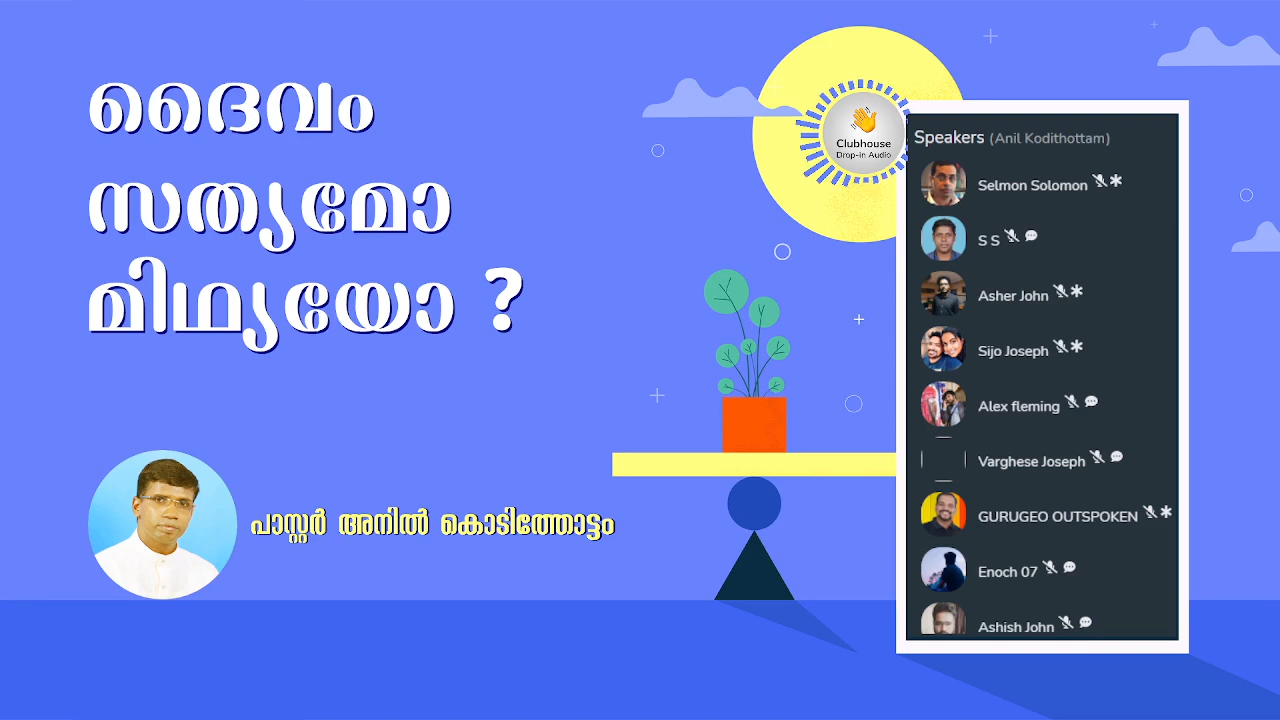 ദൈവം
സത്യമോ
മിഥ്യയോ ?
പാസ്റ്റർ അനിൽ കൊടിത്തോട്ടം
Clubhouse
Drop-in Audio
Speakers (Anil Kodithottam)
Selmon Solomon
S S
Asher John
Sijo Joseph
Alex fleming
Varghese Joseph
GURUGEO OUTSPOKEN
Enoch 07
Ashish John